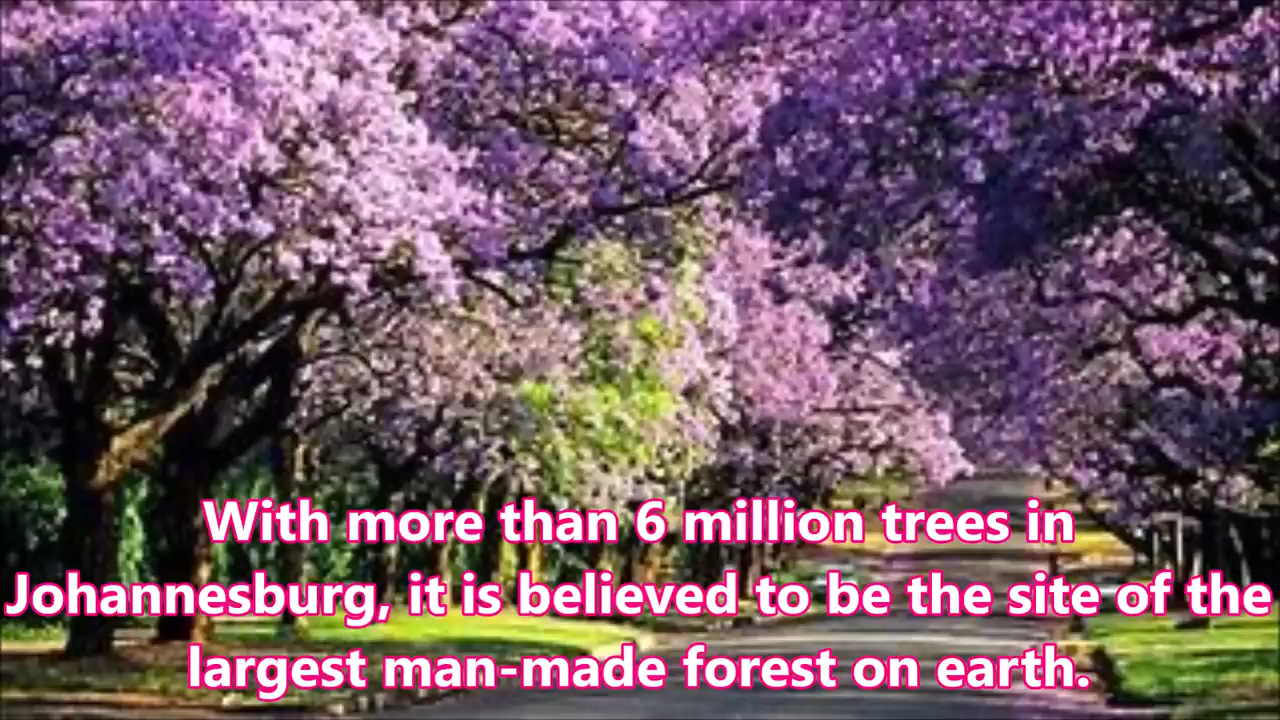 With more than 6 million trees in
Johannesburg, it is believed to be the site of the
largest man-made forest on earth.